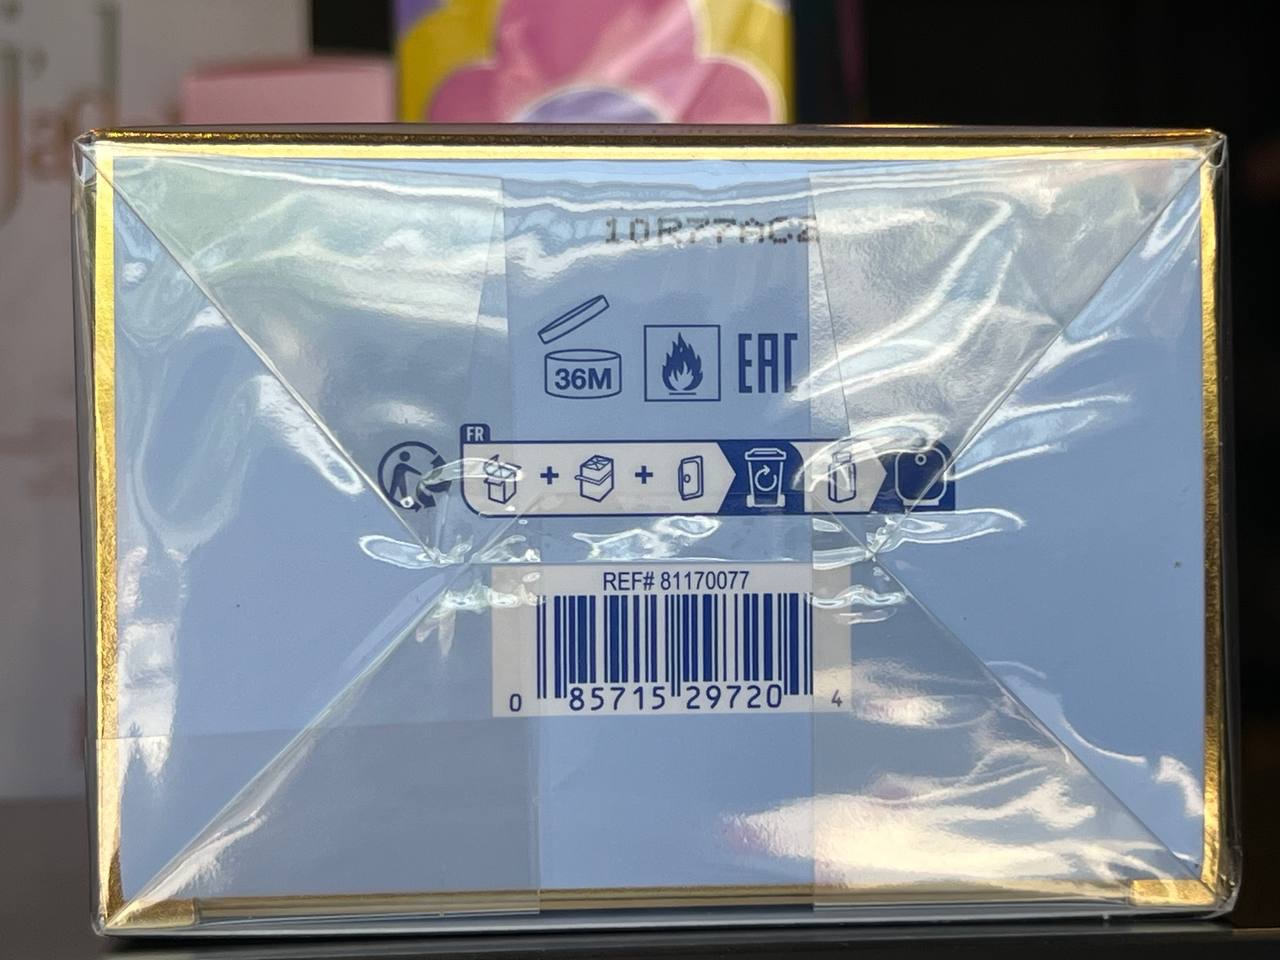 10R77AC2
36M
EAC
FR
REF# 81170077
0 85715 29720 4